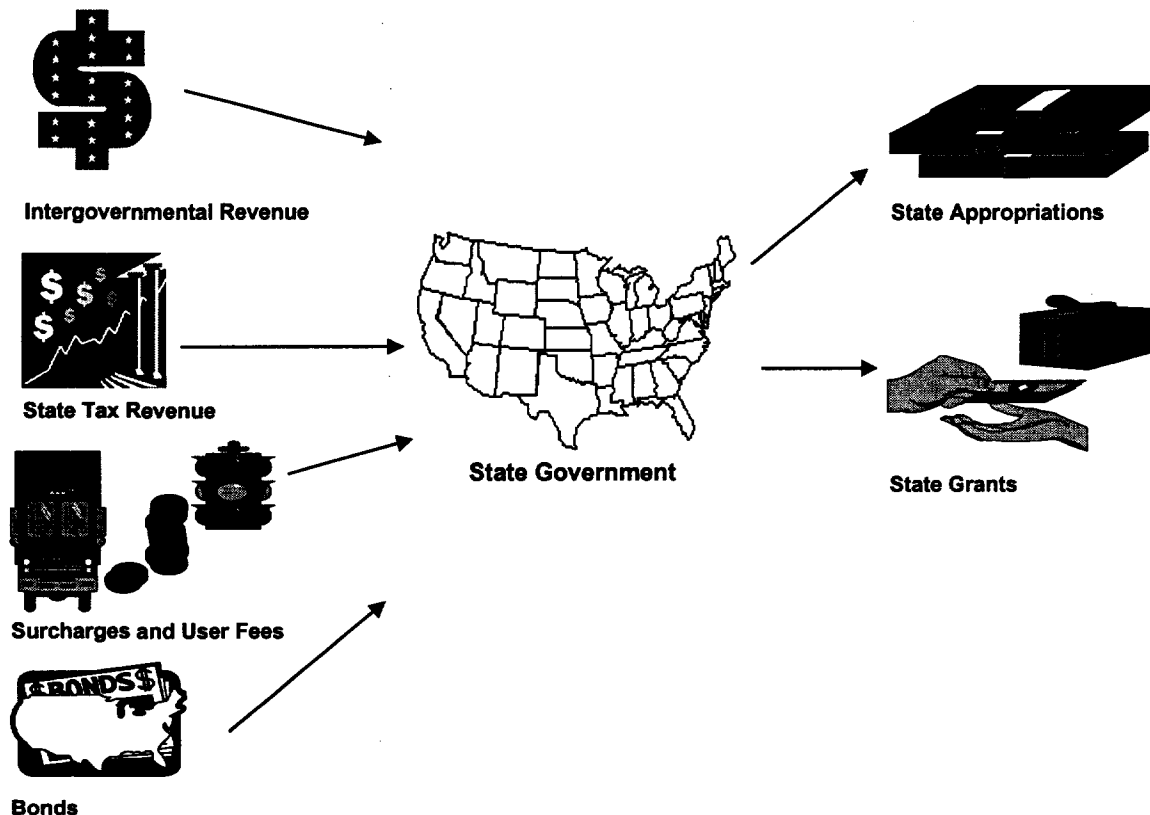 Intergovernmental Revenue
State Tax Revenue
Surcharges and User Fees
$BONDS$
Bonds
State Government
State Appropriations
State Grants